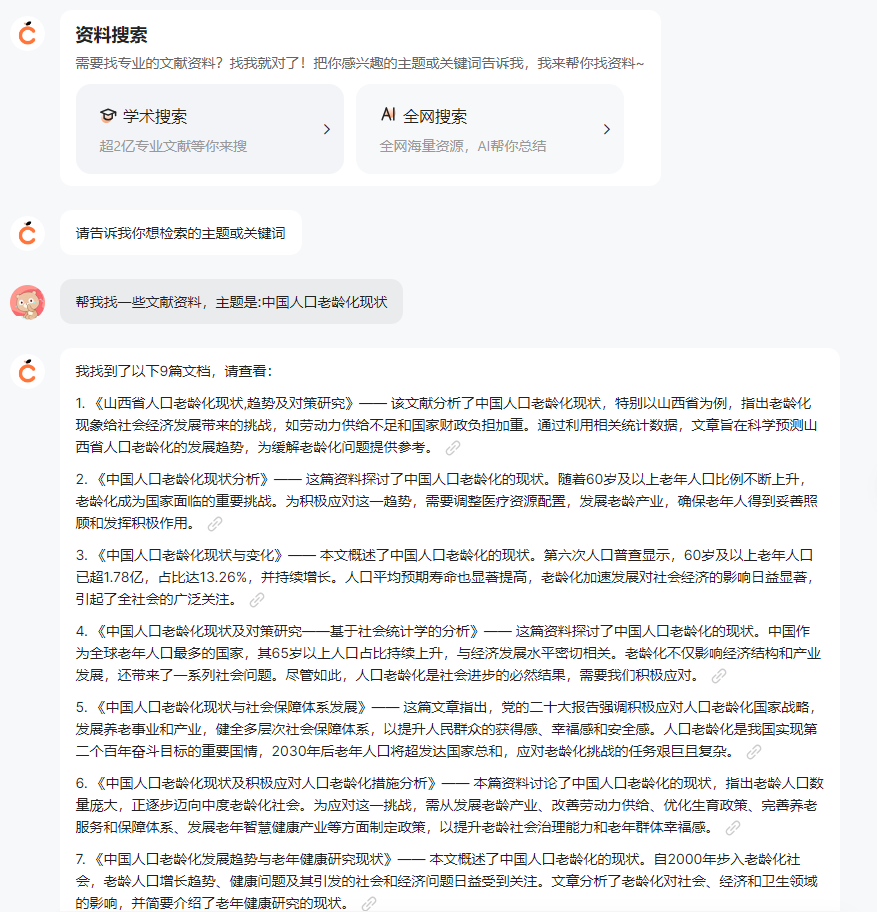 资料搜索
需要找专业的文献资料？找我就对了！把你感兴趣的主题或关键词告诉我，我来帮你找资料~
学术搜索
超2亿专业文献等你来搜
AI 全网搜索
全网海量资源，AI帮你总结
请告诉我你想检索的主题或关键词
帮我找一些文献资料，主题是:中国人口老龄化现状
我找到了以下9篇文档，请查看：
1. 《山西省人口老龄化现状,趋势及对策研究》—— 该文献分析了中国人口老龄化现状，特别以山西省为例，指出老龄化
现象给社会经济发展带来的挑战，如劳动力供给不足和国家财政负担加重。通过利用相关统计数据，文章旨在科学预测山
西省人口老龄化的发展趋势，为缓解老龄化问题提供参考。
2. 《中国人口老龄化现状分析》—— 这篇资料探讨了中国人口老龄化的现状。随着60岁及以上老年人口比例不断上升，
老龄化成为国家面临的重要挑战。为积极应对这一趋势，需要调整医疗资源配置，发展老龄产业，确保老年人得到妥善照
顾和发挥积极作用。
3. 《中国人口老龄化现状与变化》—— 本文概述了中国人口老龄化的现状。第六次人口普查显示，60岁及以上老年人口
已超1.78亿，占比达13.26%，并持续增长。人口平均预期寿命也显著提高，老龄化加速发展对社会经济的影响日益显著，
引起了全社会的广泛关注。
4. 《中国人口老龄化现状及对策研究——基于社会统计学的分析》—— 这篇资料探讨了中国人口老龄化的现状。中国作
为全球老年人口最多的国家，其65岁以上人口占比持续上升，与经济发展水平密切相关。老龄化不仅影响经济结构和产业
发展，还带来了一系列社会问题。尽管如此，人口老龄化是社会进步的必然结果，需要我们积极应对。
5. 《中国人口老龄化现状与社会保障体系发展》—— 这篇文章指出，党的二十大报告强调积极应对人口老龄化国家战略，
发展养老事业和产业，健全多层次社会保障体系，以提升人民群众的获得感、幸福感和安全感。人口老龄化是我国实现第
二个百年奋斗目标的重要国情，2030年后老年人口将超发达国家总和，应对老龄化挑战的任务艰巨且复杂。
6. 《中国人口老龄化现状及积极应对人口老龄化措施分析》—— 本篇资料讨论了中国人口老龄化的现状，指出老龄人口数
量庞大，正逐步迈向中度老龄化社会。为应对这一挑战，需从发展老龄产业、改善劳动力供给、优化生育政策、完善养老
服务和保障体系、发展老年智慧健康产业等方面制定政策，以提升老龄社会治理能力和老年群体幸福感。
7. 《中国人口老龄化发展趋势与老年健康研究现状》—— 本文概述了中国人口老龄化的现状。自2000年步入老龄化社
会，老龄人口增长趋势、健康问题及其引发的社会和经济问题日益受到关注。文章分析了老龄化对社会、经济和卫生领域
的影响，并简要介绍了老年健康研究的现状。